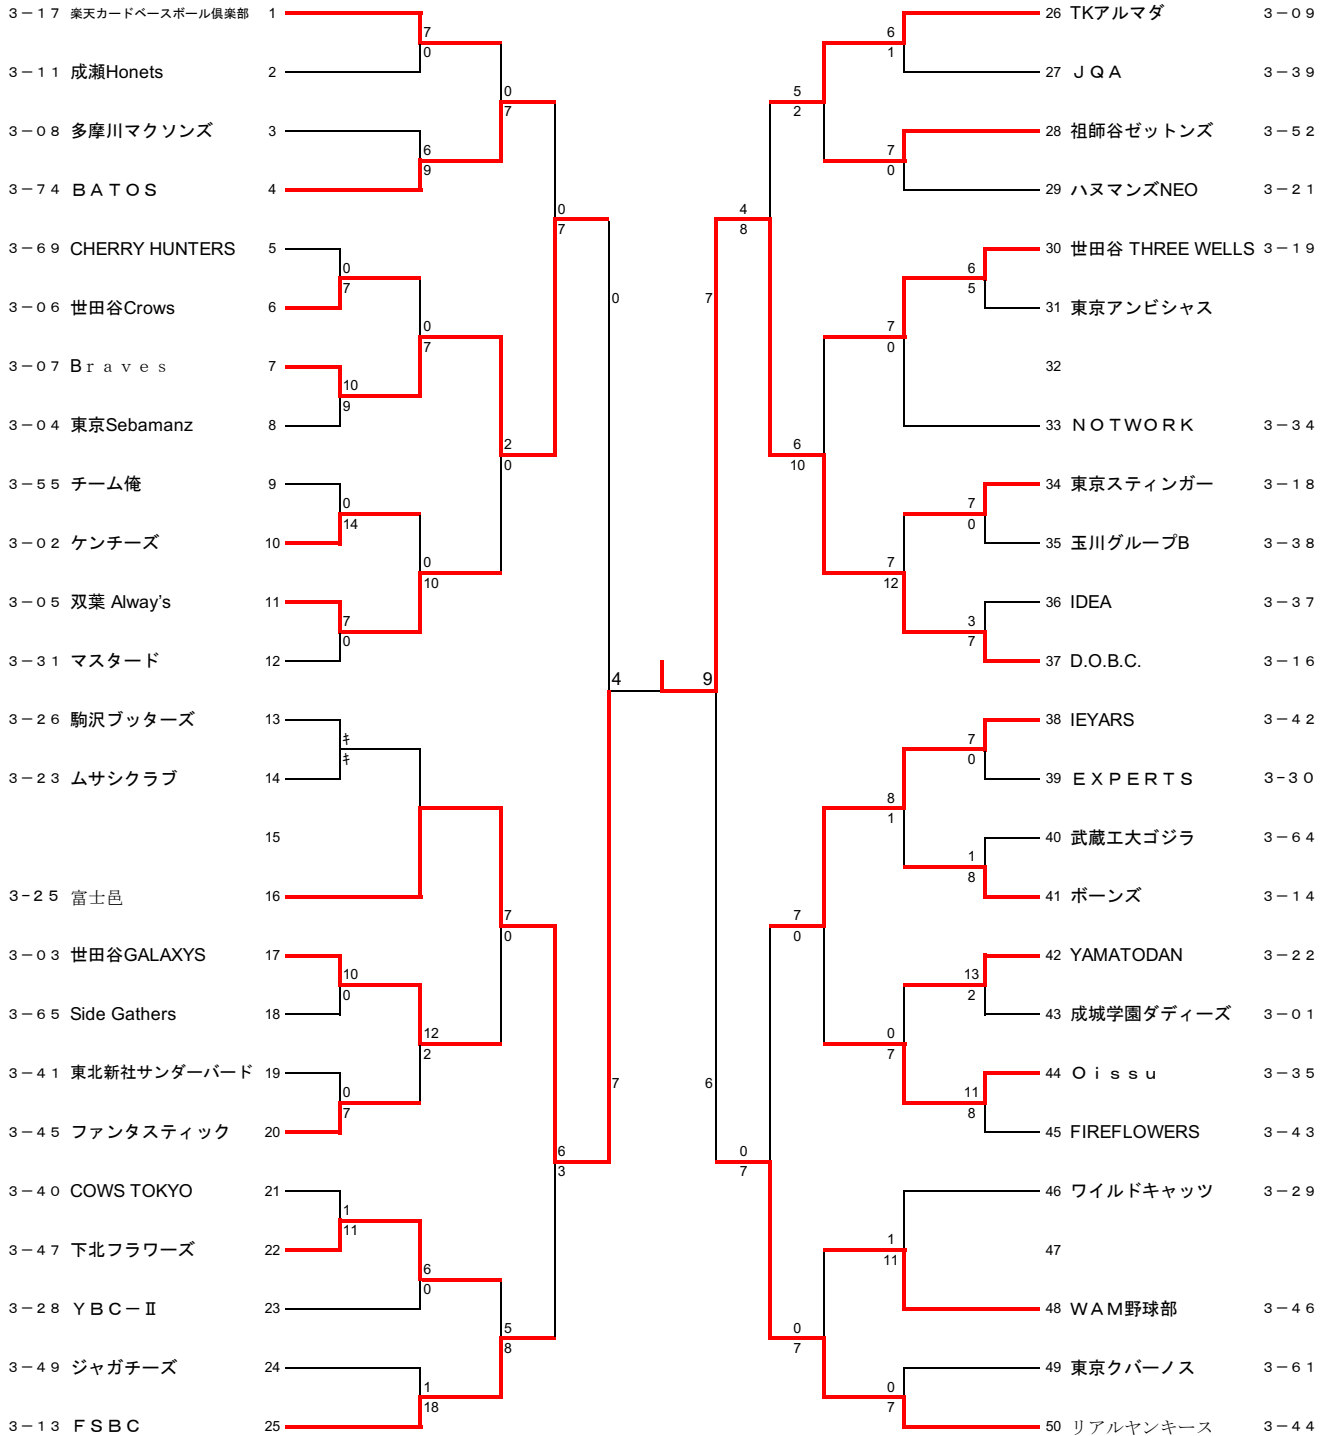 ３－１７ 楽天カードベースボール倶楽部 1
３－１１ 成瀬Honets 2
３－０８ 多摩川マクソンズ 3
３－７４ ＢＡＴＯＳ 4
３－６９ CHERRY HUNTERS 5
３－０６ 世田谷Crows 6
３－０７ Ｂｒａｖｅｓ 7
３－０４ 東京Sebamanz 8
３－５５ チーム俺 9
３－０２ ケンチーズ 10
３－０５ 双葉 Alway's 11
３－３１ マスタード 12
３－２６ 駒沢ブッターズ 13
３－２３ ムサシクラブ 14
15
３-２５ 富士邑 16
３－０３ 世田谷GALAXYS 17
３－６５ Side Gathers 18
３－４１ 東北新社サンダーバード 19
３－４５ ファンタスティック 20
３－４０ COWS TOKYO 21
３－４７ 下北フラワーズ 22
３－２８ ＹＢＣ－Ⅱ 23
３－４９ ジャガチーズ 24
３－１３ ＦＳＢＣ 25
7
0
6
9
0
7
10
9
0
14
7
0
ｷ
ｷ
10
0
0
7
1
11
0
7
0
10
12
2
6
0
1
18
0
7
2
0
7
0
5
8
0
7
6
3
0
7
4
9
7
6
4
8
0
7
5
2
6
10
7
0
0
7
6
1
7
0
7
0
7
12
8
1
0
7
1
11
0
7
6
5
7
0
3
7
7
0
1
8
13
2
11
8
26 TKアルマダ ３－０９
27 ＪＱＡ ３－３９
28 祖師谷ゼットンズ ３－５２
29 ハヌマンズNEO ３－２１
30 世田谷 THREE WELLS ３－１９
31 東京アンビシャス
32
33 ＮＯＴＷＯＲＫ ３－３４
34 東京スティンガー ３－１８
35 玉川グループB ３－３８
36 IDEA ３－３７
37 D.O.B.C. ３－１６
38 IEYARS ３－４２
39 ＥＸＰＥＲＴＳ ３-３０
40 武蔵工大ゴジラ ３－６４
41 ボーンズ ３－１４
42 YAMATODAN ３－２２
43 成城学園ダディーズ ３－０１
44 Ｏｉｓｓｕ ３－３５
45 FIREFLOWERS ３－４３
46 ワイルドキャッツ ３－２９
47
48 ＷＡＭ野球部 ３－４６
49 東京クバーノス ３－６１
50 リアルヤンキース ３－４４